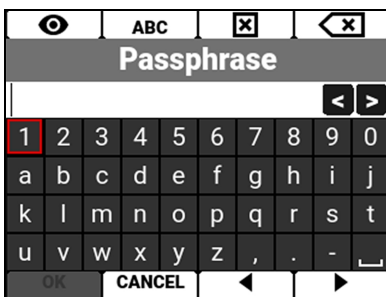 ABC
Passphrase
< >
1 2 3 4 5 6 7 8 9 0
a b c d e f g h i j
k l m n o p q r s t
u v w x y z , . -
OK CANCEL